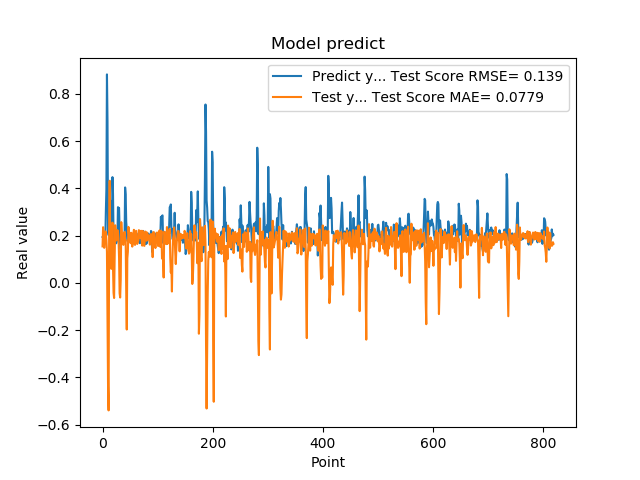 Model predict
Predict y... Test Score RMSE= 0.139
Test y... Test Score MAE= 0.0779
Real value
0.8
0.6
0.4
0.2
0.0
−0.2
−0.4
−0.6
0 200 400 600 800
Point